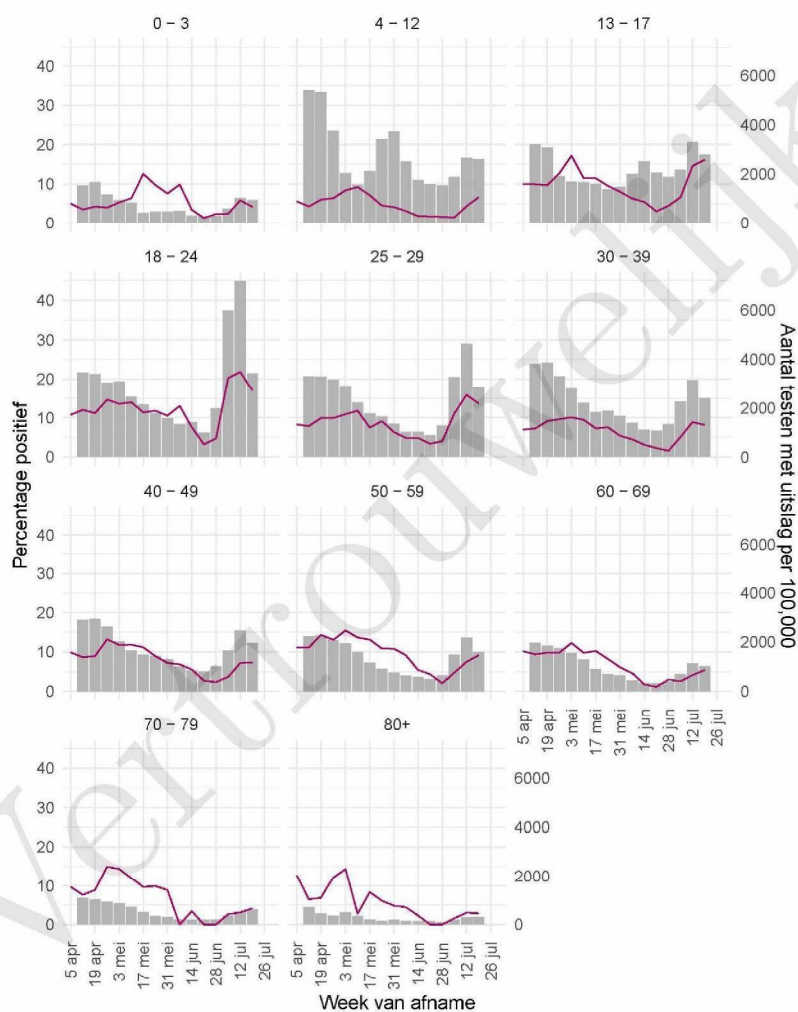 0 – 3
4 – 12
13 – 17
40
30
20
10
0
6000
4000
2000
0
18 – 24
25 – 29
30 – 39
40
30
20
10
0
6000
4000
2000
0
40 – 49
50 – 59
60 – 69
40
30
20
10
0
6000
4000
2000
0
5 apr
19 apr
3 mei
17 mei
31 mei
14 jun
28 jun
12 jul
26 jul
70 – 79
80+
40
30
20
10
0
6000
4000
2000
0
5 apr
19 apr
3 mei
17 mei
31 mei
14 jun
28 jun
12 jul
26 jul
5 apr
19 apr
3 mei
17 mei
31 mei
14 jun
28 jun
12 jul
26 jul
Percentage positief
Aantal testen met uitslag per 100,000
Week van afname
Vertrouwelijk